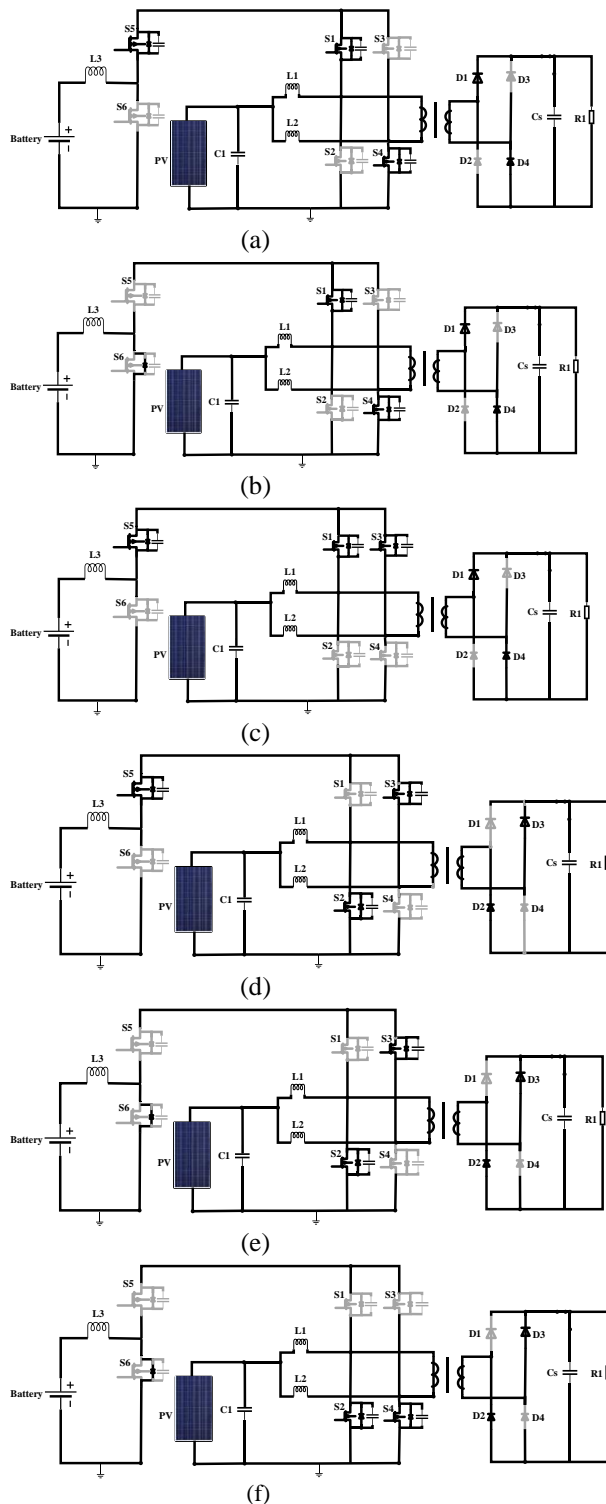 S5
S1
S3
L3
L1
D1
D3
S6
L2
Cs
R1
Battery
+
−
C1
S2
S4
D2
D4
PV
(a)
S5
S1
S3
L3
L1
D1
D3
S6
L2
Cs
R1
Battery
+
−
C1
PV
S2
S4
D2
D4
(b)
S5
S1
S3
L3
L1
D1
D3
S6
L2
Cs
R1
Battery
+
−
C1
S2
S4
D2
D4
PV
(c)
S5
S1
S3
L3
L1
D1
D3
S6
L2
Cs
R1
Battery
+
−
C1
S2
S4
D2
D4
PV
(d)
S5
S1
S3
L3
L1
D1
D3
S6
L2
Cs
R1
Battery
+
−
C1
S2
S4
D2
D4
PV
(e)
S5
S1
S3
L3
L1
D1
D3
S6
L2
Cs
R1
Battery
+
−
C1
S2
S4
D2
D4
PV
(f)